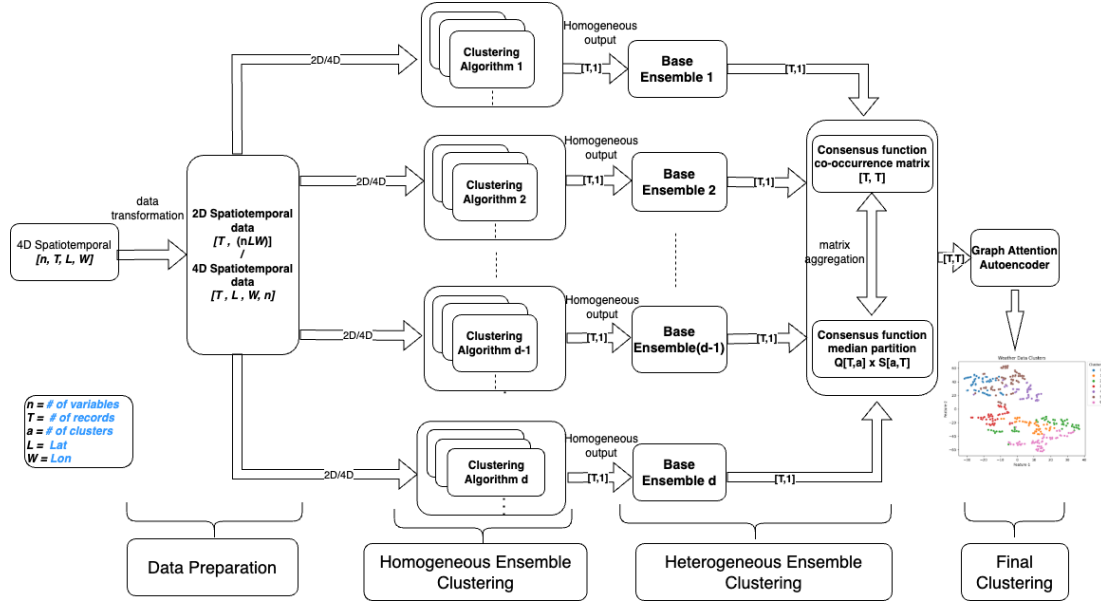 Homogeneous
output
2D/4D
Clustering
Algorithm 1
[T,1]
Base
Ensemble 1
[T,1]
Homogeneous
output
2D/4D
Clustering
Algorithm 2
[T,1]
Base
Ensemble 2
[T,1]
Consensus function
co-occurrence matrix
[T, T]
data
transformation
4D Spatiotemporal
[n, T, L, W]
2D Spatiotemporal
data
[T , (nLW)]
/
4D Spatiotemporal
data
[T , L , W, n]
matrix
aggregation
[T,T]
Graph Attention
Autoencoder
Homogeneous
output
2D/4D
Clustering
Algorithm d-1
[T,1]
Base
Ensemble(d-1)
[T,1]
Consensus function
median partition
Q[T,a] x S[a,T]
Weather Data Clusters
n = # of variables
T = # of records
a = # of clusters
L = Lat
W = Lon
Homogeneous
output
2D/4D
Clustering
Algorithm d
[T,1]
Base
Ensemble d
[T,1]
Data Preparation
Homogeneous Ensemble
Clustering
Heterogeneous Ensemble
Clustering
Final
Clustering